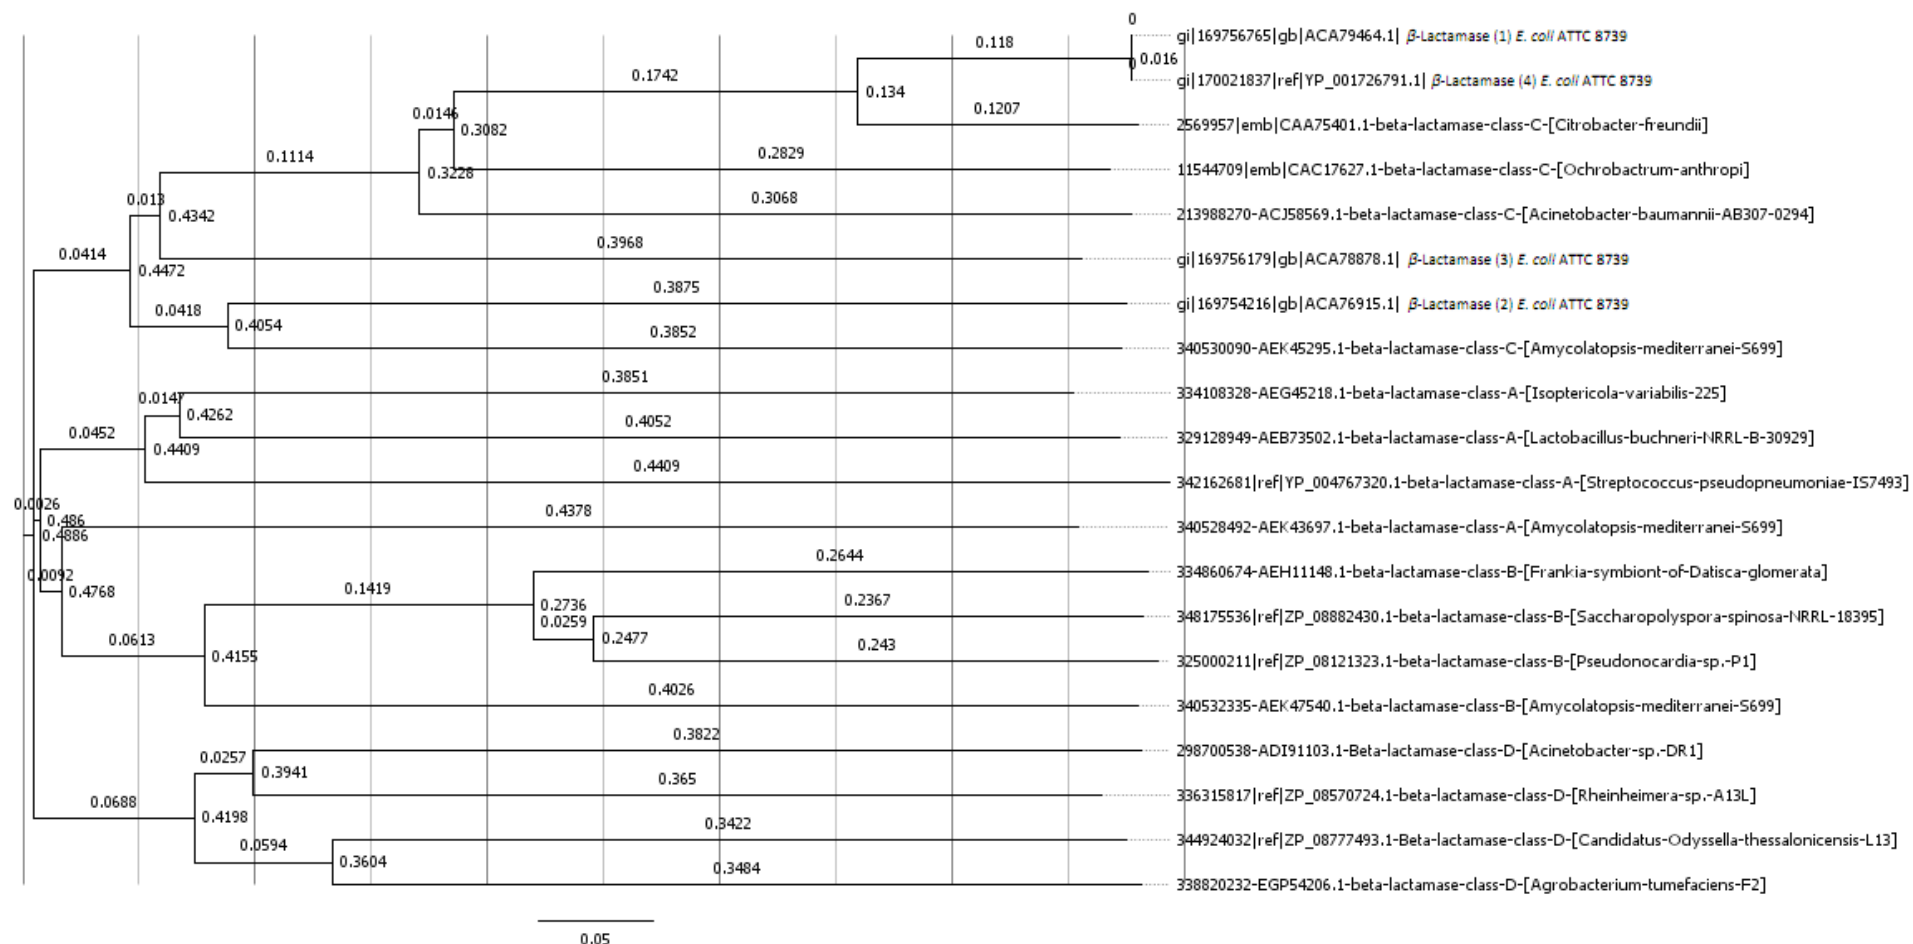 0
0.118
gi|169756765|gb|ACA79464.1| β-Lactamase (1) E. coli ATTC 8739
0.016
0
0.1742
gi|170021837|ref|YP_001726791.1| β-Lactamase (4) E. coli ATTC 8739
0.134
0.0146
0.1207
2569957|emb|CAA75401.1-beta-lactamase-class-C-[Citrobacter-freundii]
0.3082
0.1114
0.2829
0.3228
11544709|emb|CAC17627.1-beta-lactamase-class-C-[Ochrobactrum-anthropi]
0.013
0.3068
0.4342
213988270-ACJ58569.1-beta-lactamase-class-C-[Acinetobacter-baumannii-AB307-0294]
0.0414
0.3968
0.4472
gi|169756179|gb|ACA78878.1| β-Lactamase (3) E. coli ATTC 8739
0.3875
gi|169754216|gb|ACA76915.1| β-Lactamase (2) E. coli ATTC 8739
0.0418
0.4054
0.3852
340530090-AEK45295.1-beta-lactamase-class-C-[Amycolatopsis-mediterranei-S699]
0.3851
0.0147
334108328-AEG45218.1-beta-lactamase-class-A-[Isoptericola-variabilis-225]
0.4262
0.0452
0.4052
0.4409
329128949-AEB73502.1-beta-lactamase-class-A-[Lactobacillus-buchneri-NRRL-B-30929]
0.4409
342162681|ref|YP_004767320.1-beta-lactamase-class-A-[Streptococcus-pseudopneumoniae-IS7493]
0.0026
0.4378
0.486
0.4886
340528492-AEK43697.1-beta-lactamase-class-A-[Amycolatopsis-mediterranei-S699]
0.2644
0.0092
334860674-AEH11148.1-beta-lactamase-class-B-[Frankia-symbiont-of-Datisca-glomerata]
0.4768
0.1419
0.2736
0.2367
0.0259
348175536|ref|ZP_08882430.1-beta-lactamase-class-B-[Saccharopolyspora-spinosa-NRRL-18395]
0.0613
0.2477
0.243
0.4155
325000211|ref|ZP_08121323.1-beta-lactamase-class-B-[Pseudonocardia-sp.-P1]
0.4026
340532335-AEK47540.1-beta-lactamase-class-B-[Amycolatopsis-mediterranei-S699]
0.3822
0.0257
298700538-ADI91103.1-Beta-lactamase-class-D-[Acinetobacter-sp.-DR1]
0.3941
0.365
0.0688
336315817|ref|ZP_08570724.1-beta-lactamase-class-D-[Rheinheimera-sp.-A13L]
0.4198
0.3422
0.0594
344924032|ref|ZP_08777493.1-Beta-lactamase-class-D-[Candidatus-Odyssella-thessalonicensis-L13]
0.3604
0.3484
338820232-EGP54206.1-beta-lactamase-class-D-[Agrobacterium-tumefaciens-F2]
0.05